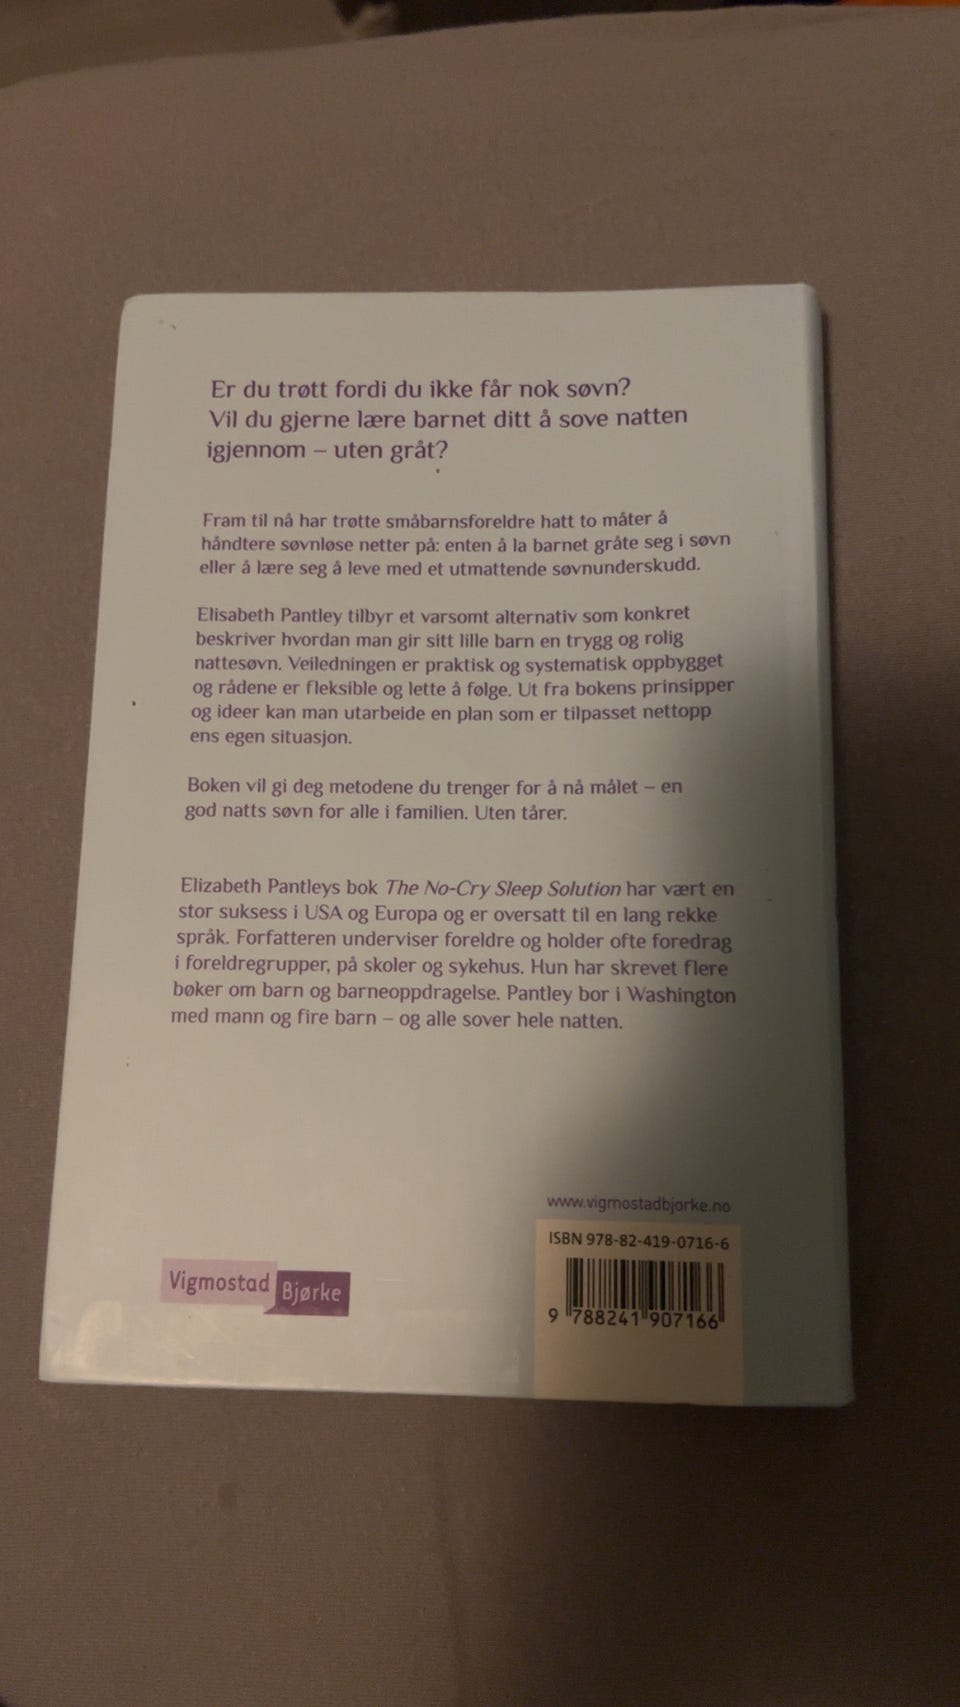 Er du trøtt fordi du ikke får nok søvn?
Vil du gjerne lære barnet ditt å sove natten
igjennom – uten gråt?
Fram til nå har trøtte småbarnsforeldre hatt to måter å
håndtere søvnløse netter på: enten å la barnet gråte seg i søvn
eller å lære seg å leve med et utmattende søvnunderskudd.
Elisabeth Pantley tilbyr et varsomt alternativ som konkret
beskriver hvordan man gir sitt lille barn en trygg og rolig
nattesøvn. Veiledningen er praktisk og systematisk oppbygget
og rådene er fleksible og lette å følge. Ut fra bokens prinsipper
og ideer kan man utarbeide en plan som er tilpasset nettopp
ens egen situasjon.
Boken vil gi deg metodene du trenger for å nå målet – en
god natts søvn for alle i familien. Uten tårer.
Elizabeth Pantleys bok The No-Cry Sleep Solution har vært en
stor suksess i USA og Europa og er oversatt til en lang rekke
språk. Forfatteren underviser foreldre og holder ofte foredrag
i foreldregrupper, på skoler og sykehus. Hun har skrevet flere
bøker om barn og barneoppdragelse. Pantley bor i Washington
med mann og fire barn – og alle sover hele natten.
www.vigmostadbjorke.no
ISBN 978-82-419-0716-6
9 788241 907166
Vigmostad
Bjørke